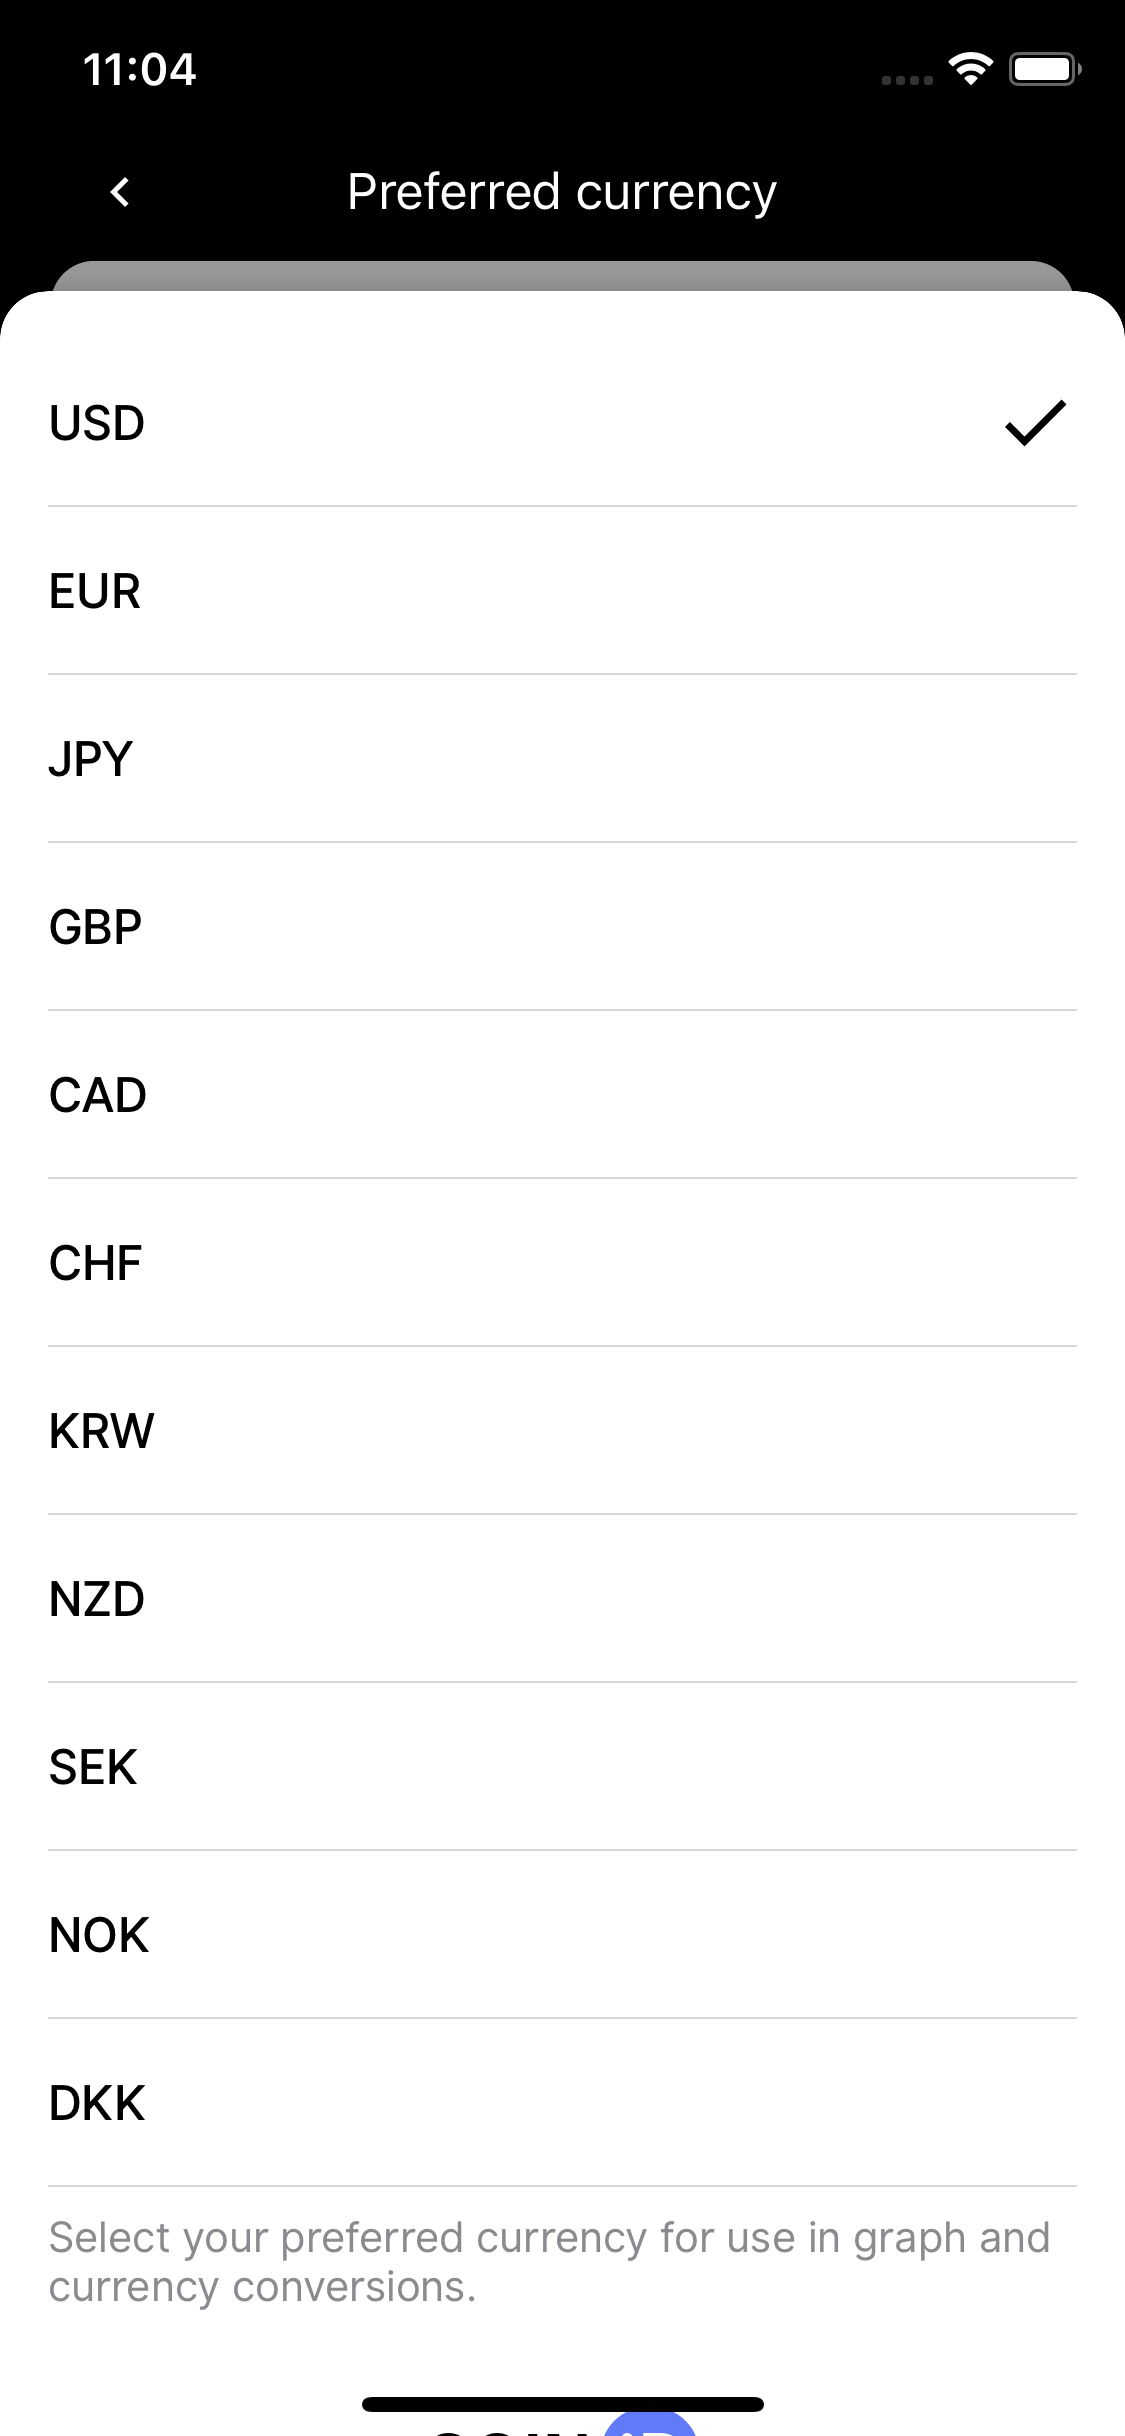 11:04
Preferred currency
USD
EUR
JPY
GBP
CAD
CHF
KRW
NZD
SEK
NOK
DKK
Select your preferred currency for use in graph and
currency conversions.